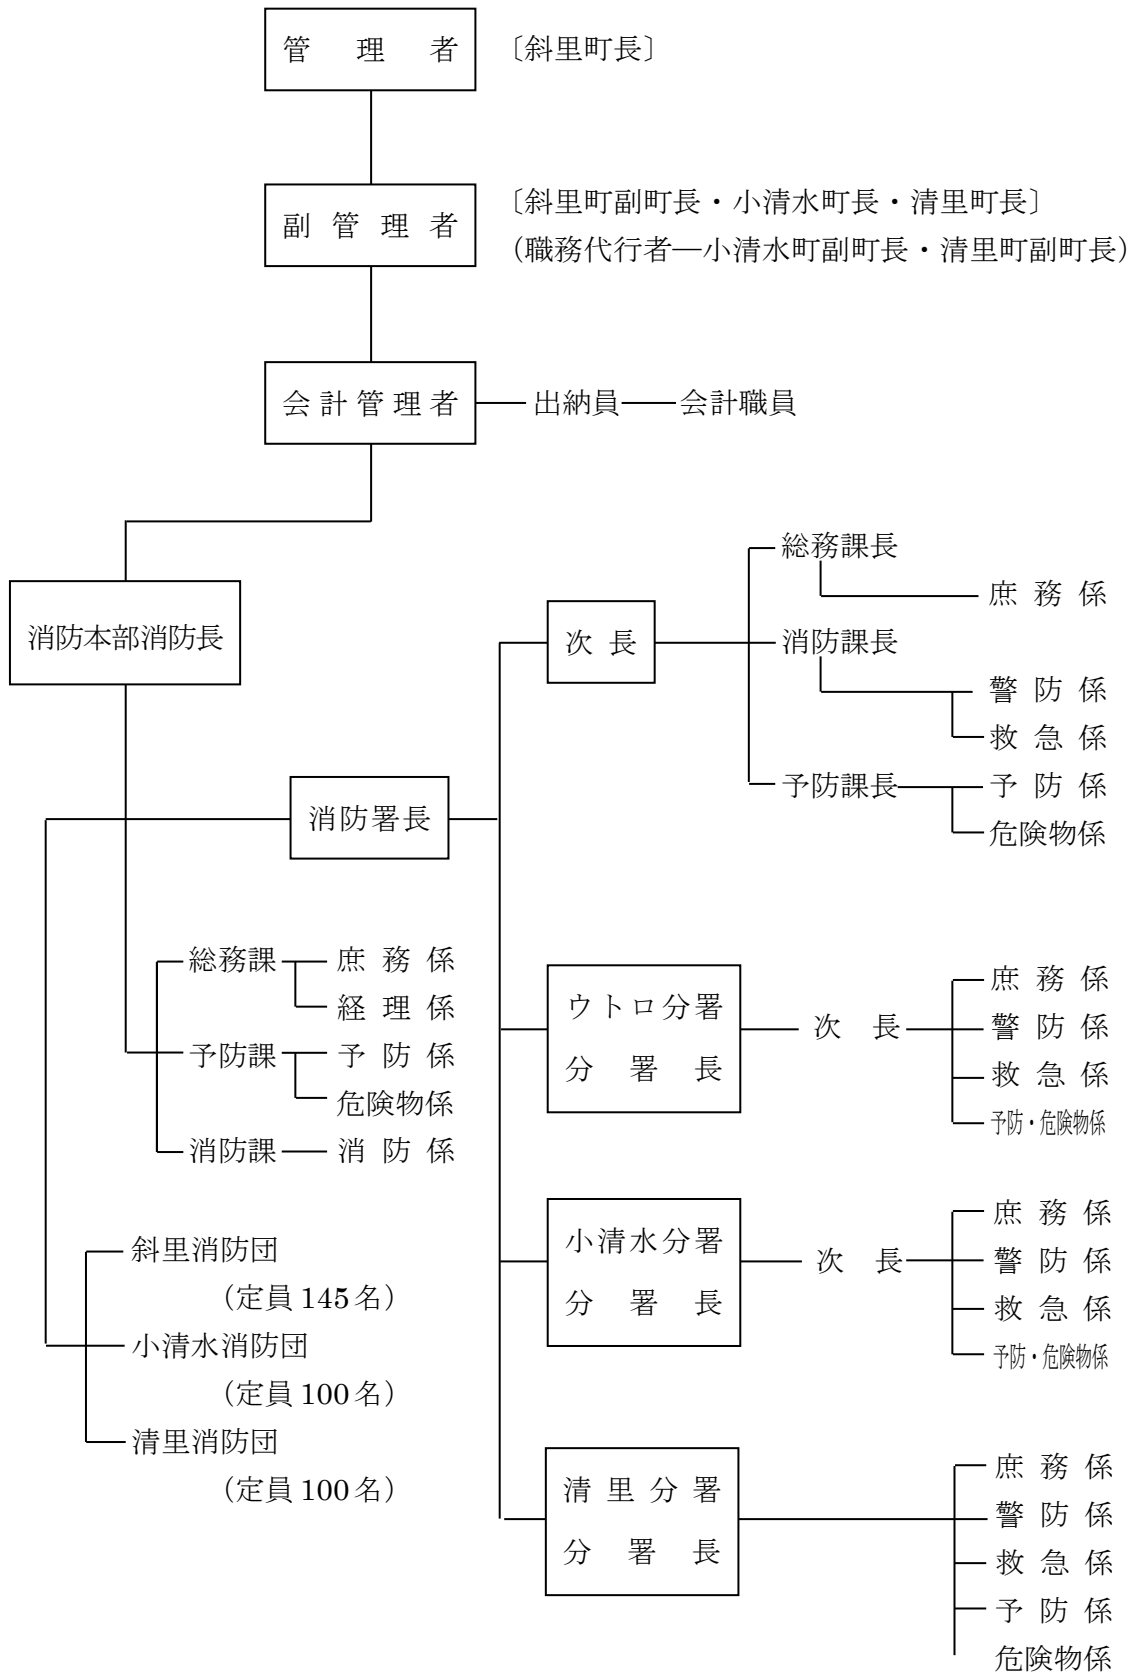 管理者 〔斜里町長〕
副管理者 〔斜里町副町長・小清水町長・清里町長〕
（職務代行者―小清水町副町長・清里町副町長）
会計管理者 出納員 会計職員
消防本部消防長
消防署長
次長
総務課長
庶務係
消防課長
警防係
救急係
予防課長 予防係
危険物係
総務課 庶務係
経理係
予防課 予防係
危険物係
消防課 消防係
斜里消防団
（定員145名）
小清水消防団
（定員100名）
清里消防団
（定員100名）
ウトロ分署
分署長
次長
庶務係
警防係
救急係
予防・危険物係
小清水分署
分署長
次長
庶務係
警防係
救急係
予防・危険物係
清里分署
分署長
庶務係
警防係
救急係
予防係
危険物係